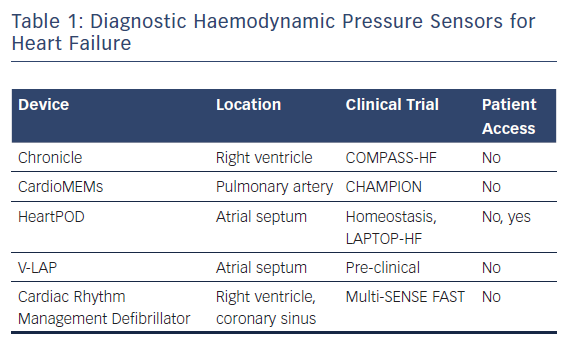 Table 1: Diagnostic Haemodynamic Pressure Sensors for
Heart Failure
Device Location Clinical Trial Patient
Access
Chronicle Right ventricle COMPASS-HF No
CardioMEMs Pulmonary artery CHAMPION No
HeartPOD Atrial septum Homeostasis, No, yes
LAPTOP-HF
V-LAP Atrial septum Pre-clinical No
Cardiac Rhythm Right ventricle, Multi-SENSE FAST No
Management Defibrillator coronary sinus